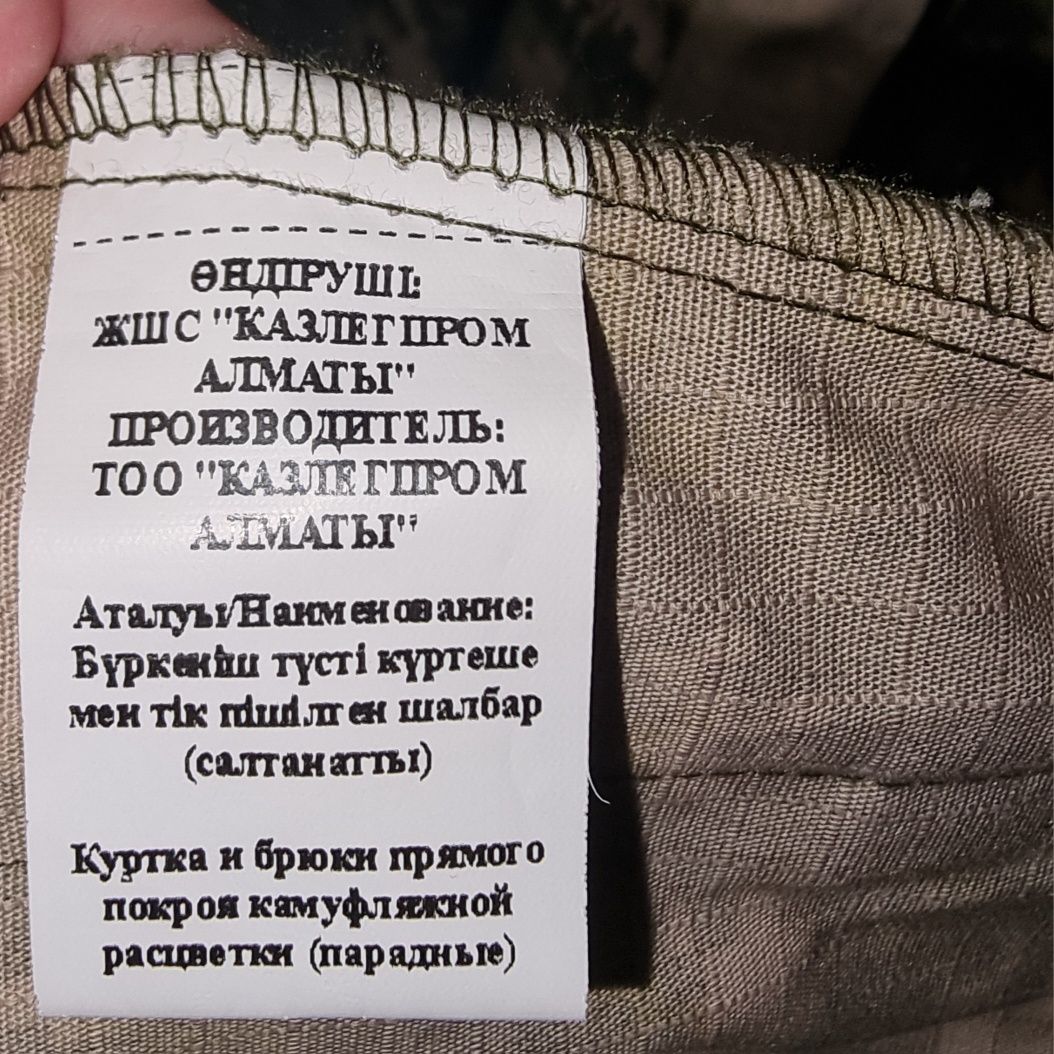 ӨНДІРУШІ:
ЖШС "КАЗЛЕГПРОМ
АЛМАТЫ"
ПРОИЗВОДИТЕЛЬ:
ТОО "КАЗЛЕГПРОМ
АЛМАТЫ"
Аталуы/Наименование:
Бүркеніш түсті күртеше
мен тік пішілген шалбар
(салтанатты)
Куртка и брюки прямого
покроя камуфляжной
расцветки (парадные)